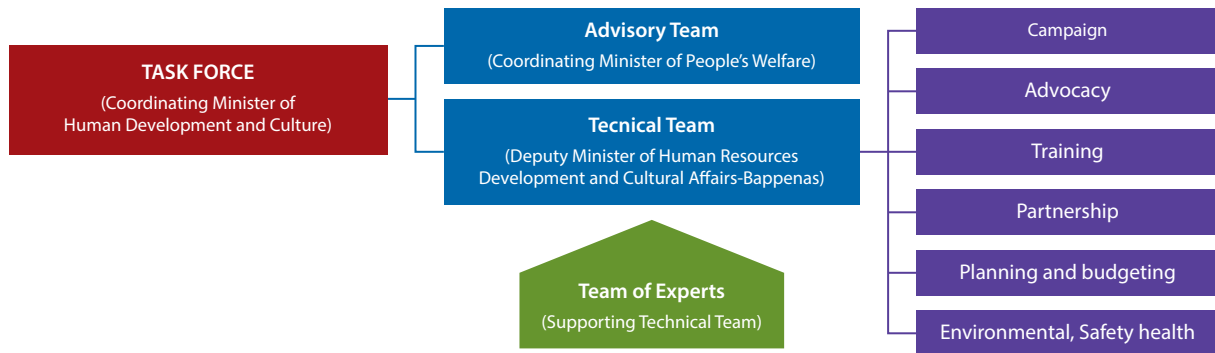 TASK FORCE
(Coordinating Minister of
Human Development and Culture)
Advisory Team
(Coordinating Minister of People's Welfare)
Tecnical Team
(Deputy Minister of Human Resources
Development and Cultural Affairs-Bappenas)
Team of Experts
(Supporting Technical Team)
Campaign
Advocacy
Training
Partnership
Planning and budgeting
Environmental, Safety health